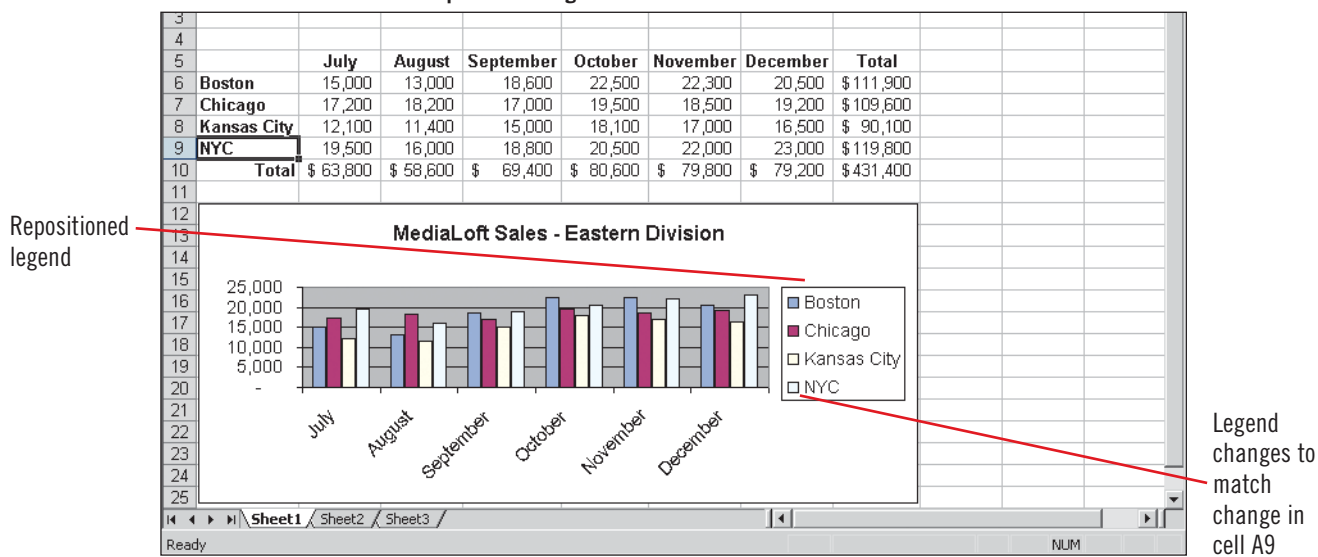 3
4
5 July August September October November December Total
6 Boston 15,000 13,000 18,600 22,500 22,300 20,500 $111,900
7 Chicago 17,200 18,200 17,000 19,500 18,500 19,200 $109,600
8 Kansas City 12,100 11,400 15,000 18,100 17,000 16,500 $ 90,100
9 NYC 19,500 16,000 18,800 20,500 22,000 23,000 $119,800
10 Total $ 63,800 $ 58,600 $ 69,400 $ 80,600 $ 79,800 $ 79,200 $431,400
11
12
13
14
15
16
17
18
19
20
21
22
23
24
25
Repositioned
legend
MediaLoft Sales - Eastern Division
25,000
20,000
15,000
10,000
5,000
-
July August September October November December
Boston
Chicago
Kansas City
NYC
Legend
changes to
match
change in
cell A9
Sheet1 Sheet2 Sheet3
Ready NUM